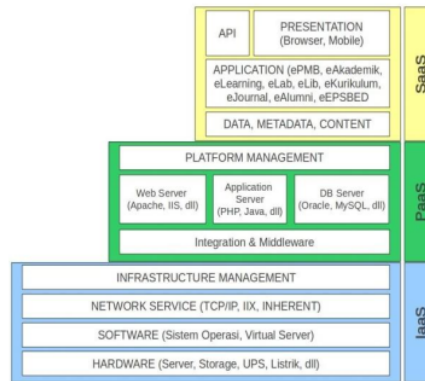 API
PRESENTATION
(Browser, Mobile)
APPLICATION (ePMB, eAkademik,
eLearning, eLab, eLib, eKurikulum,
eJournal, eAlumni, eEPSBED
DATA, METADATA, CONTENT
SaaS
PLATFORM MANAGEMENT
Web Server
(Apache, IIS, dll)
Application
Server
(PHP, Java, dll)
DB Server
(Oracle, MySQL, dll)
Integration & Middleware
PaaS
INFRASTRUCTURE MANAGEMENT
NETWORK SERVICE (TCP/IP, IIX, INHERENT)
SOFTWARE (Sistem Operasi, Virtual Server)
HARDWARE (Server, Storage, UPS, Listrik, dll)
IaaS